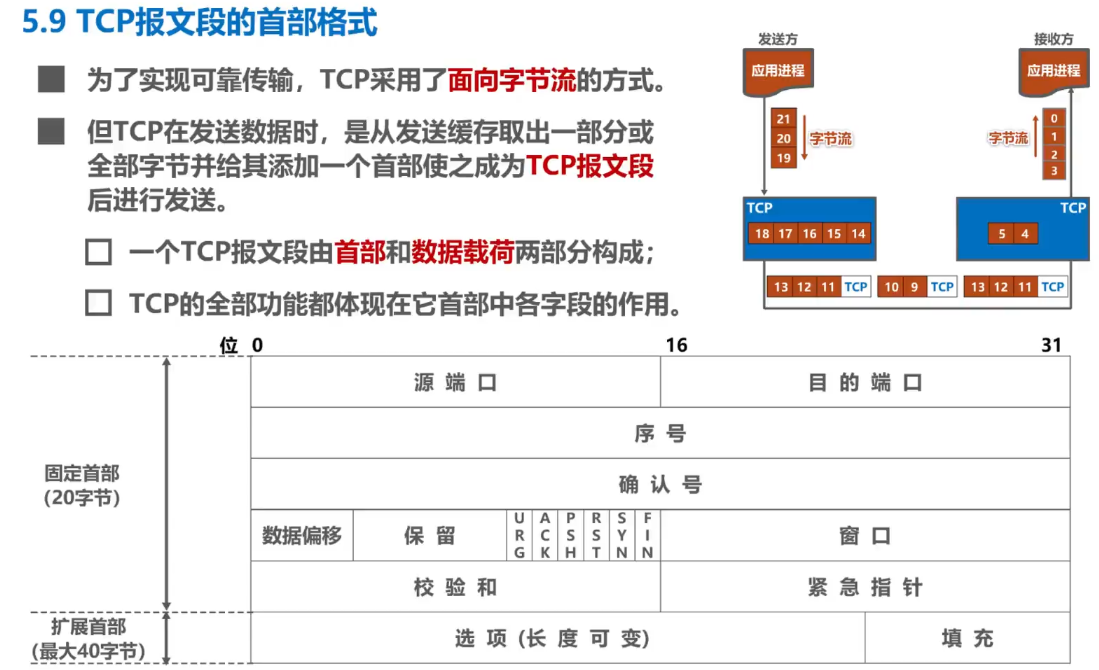 5.9 TCP报文段的首部格式
为了实现可靠传输，TCP采用了面向字节流的方式。
但TCP在发送数据时，是从发送缓存取出一部分或
全部字节并给其添加一个首部使之成为TCP报文段
后进行发送。
一个TCP报文段由首部和数据载荷两部分构成；
TCP的全部功能都体现在它首部中各字段的作用。
发送方 接收方
应用进程 应用进程
21
20
19
字节流
字节流
0
1
2
3
TCP TCP
18 17 16 15 14
5 4
13 12 11 TCP 10 9 TCP 13 12 11 TCP
位 0 16 31
源端口 目的端口
序号
确认号
固定首部
(20字节)
数据偏移 保留 URG ACK PSH RST SYN FIN 窗口
校验和 紧急指针
扩展首部
(最大40字节)
选项 (长度可变) 填充